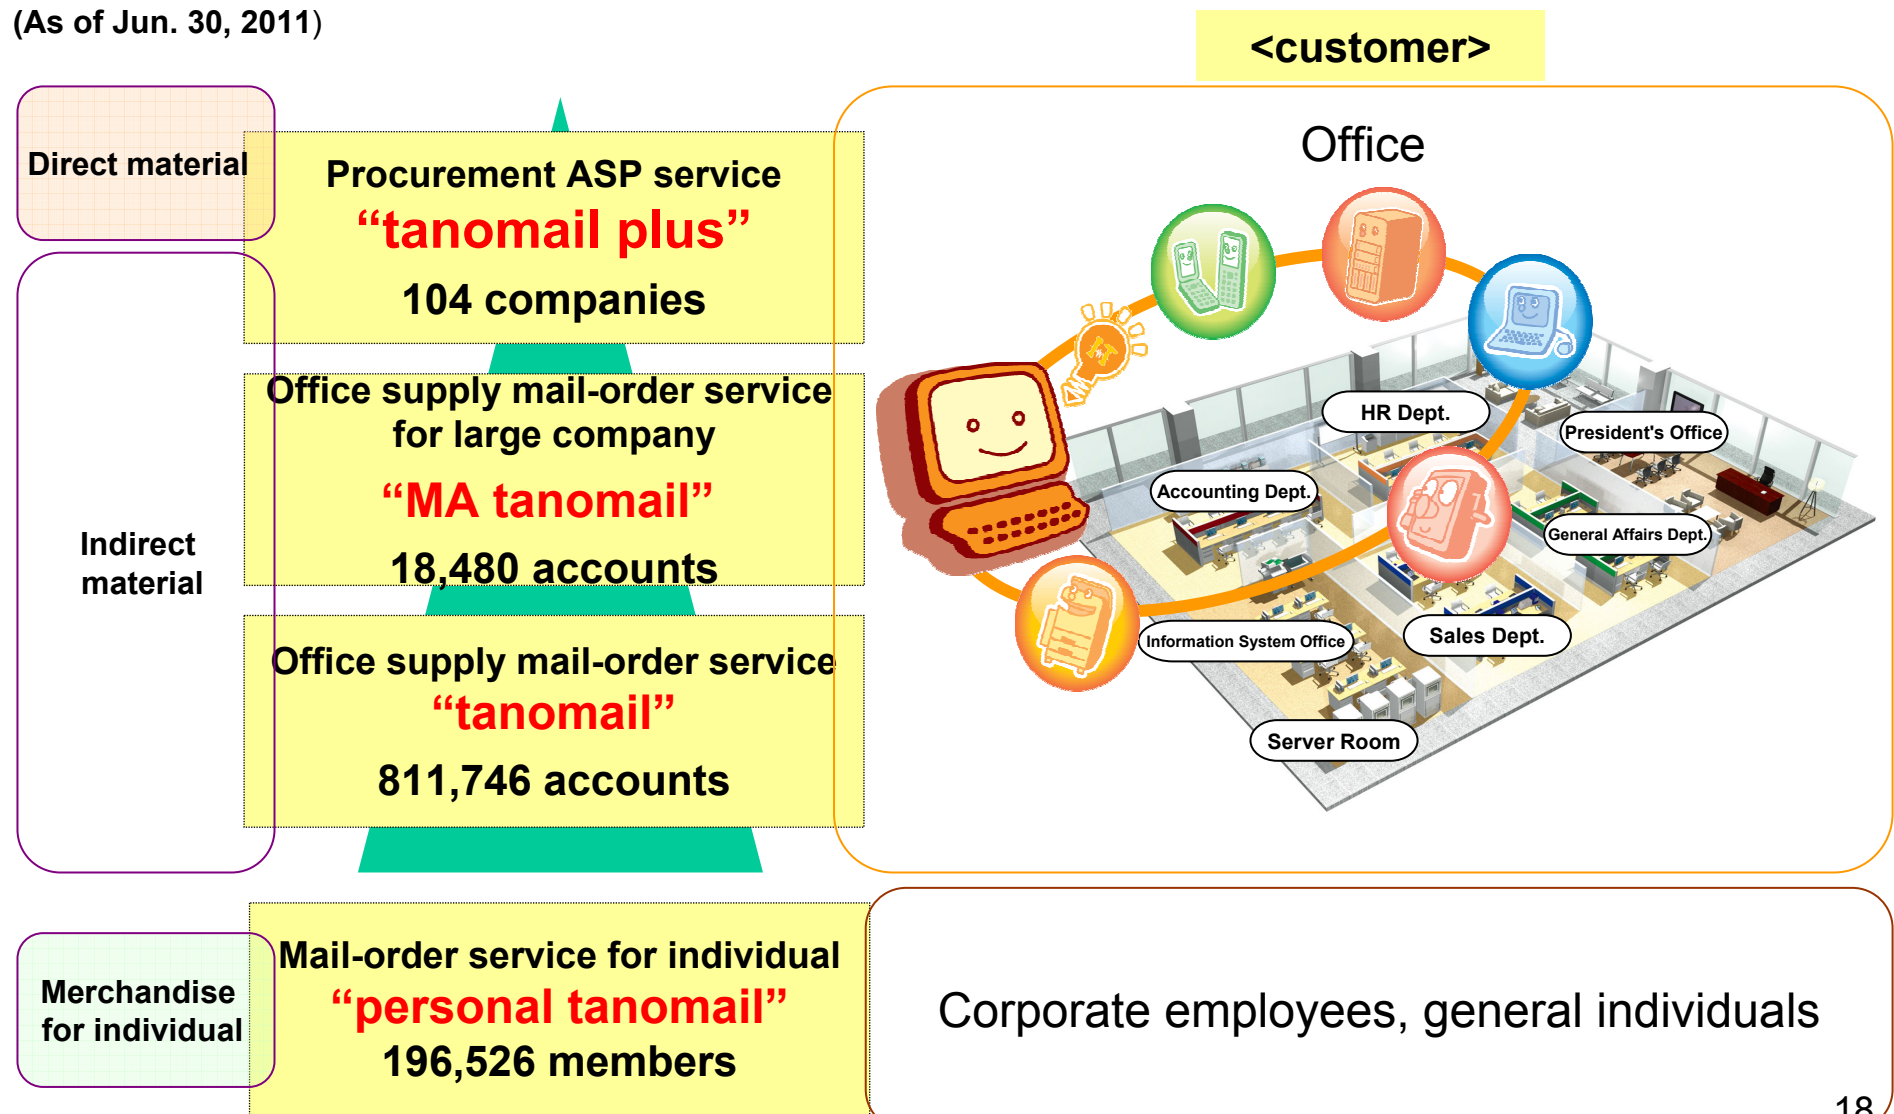 (As of Jun. 30, 2011)
<customer>
Direct material
Procurement ASP service
“tanomail plus”
104 companies
Office supply mail-order service
for large company
“MA tanomail”
18,480 accounts
Indirect
material
Office supply mail-order service
“tanomail”
811,746 accounts
Office
IT
HR Dept.
President's Office
Accounting Dept.
General Affairs Dept.
Information System Office
Sales Dept.
Server Room
Merchandise
for individual
Mail-order service for individual
“personal tanomail”
196,526 members
Corporate employees, general individuals
18